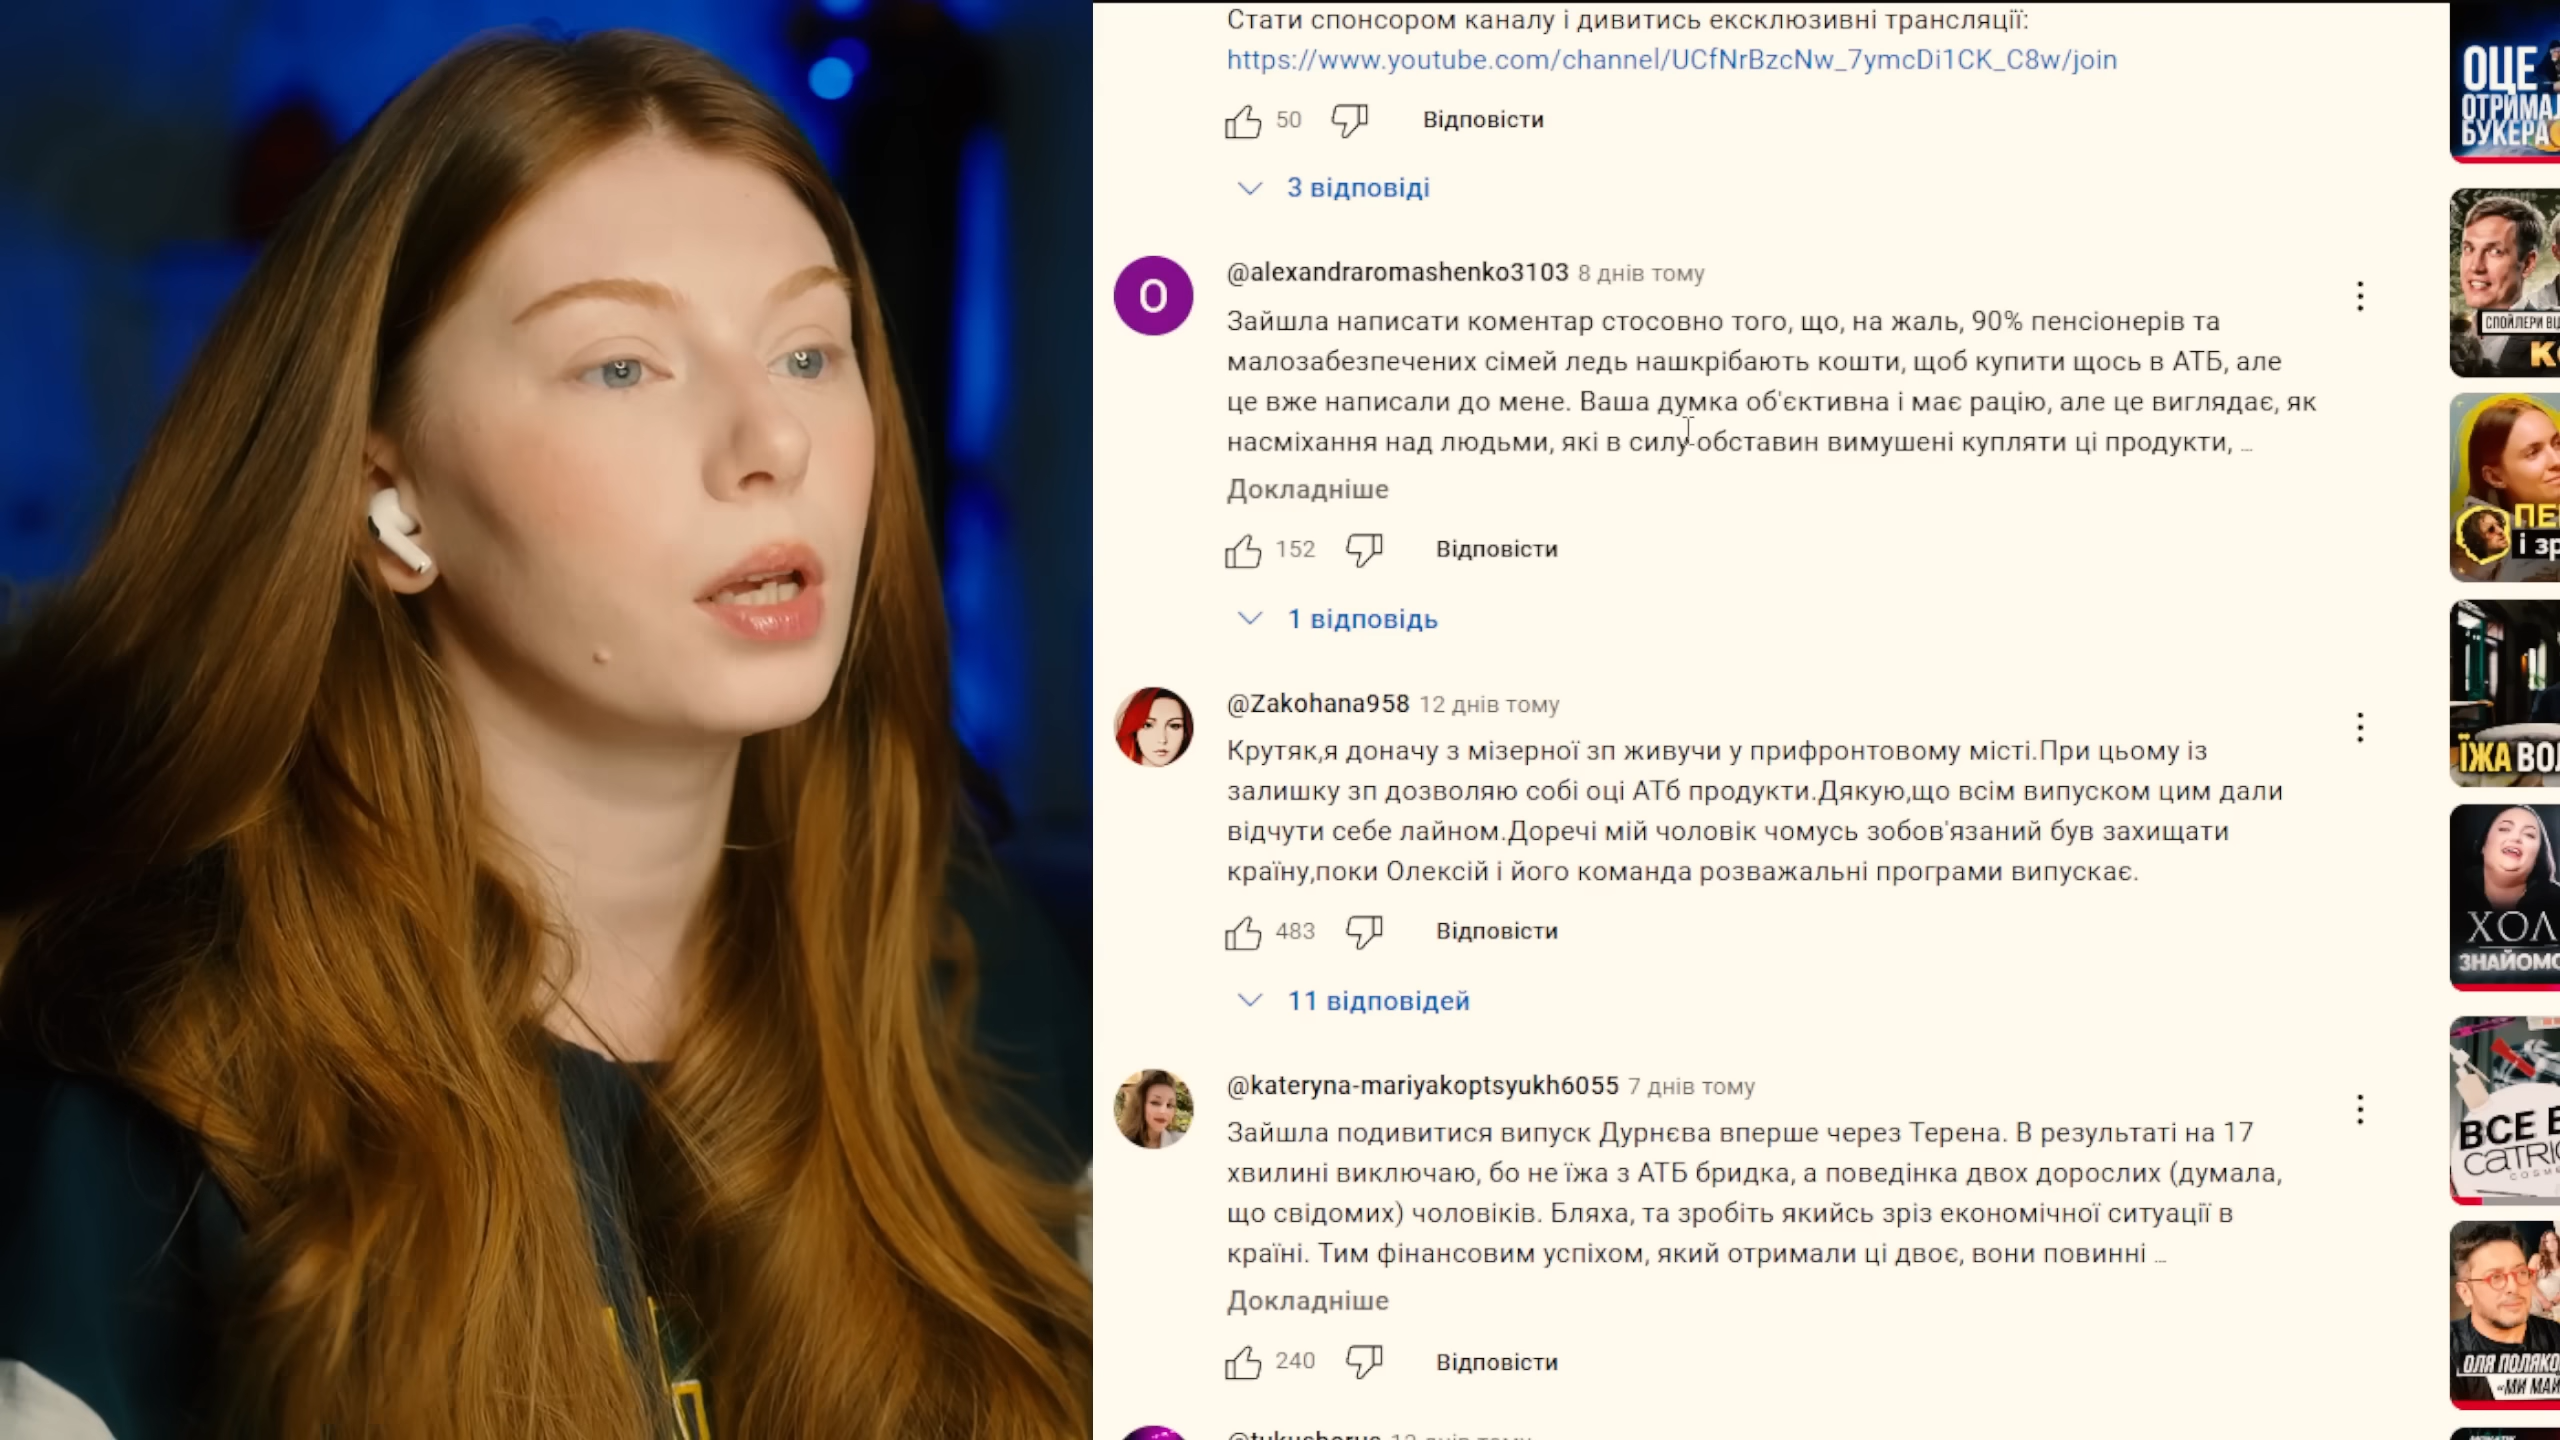 Стати спонсором каналу і дивитись ексклюзивні трансляції:
https://www.youtube.com/channel/UCfNrBzcNw_7ymcDi1CK_C8w/join
50 Відповісти
3 відповіді
О
@alexandraromashenko3103 8 днів тому
Зайшла написати коментар стосовно того, що, на жаль, 90% пенсіонерів та
малозабезпечених сімей ледь нашкрібають кошти, щоб купити щось в АТБ, але
це вже написали до мене. Ваша думка об'єктивна і має рацію, але це виглядає, як
насміхання над людьми, які в силу обставин вимушені купляти ці продукти, ...
Докладніше
152 Відповісти
1 відповідь
@Zakohana958 12 днів тому
Крутяк,я доначу з мізерної зп живучи у прифронтовому місті.При цьому із
залишку зп дозволяю собі оці АТб продукти.Дякую,що всім випуском цим дали
відчути себе лайном.Доречі мій чоловік чомусь зобов'язаний був захищати
країну,поки Олексій і його команда розважальні програми випускає.
483 Відповісти
11 відповідей
@kateryna-mariyakoptsyukh6055 7 днів тому
Зайшла подивитися випуск Дурнєва вперше через Терена. В результаті на 17
хвилині виключаю, бо не їжа з АТБ бридка, а поведінка двох дорослих (думала,
що свідомих) чоловіків. Бляха, та зробіть якийсь зріз економічної ситуації в
країні. Тим фінансовим успіхом, який отримали ці двоє, вони повинні ...
Докладніше
240 Відповісти
ОЦЕ
ОТРИМАЛ
БУКЕРА
СПОЙЛЕРИ ВІД
К
ПЕ
і зр
ЇЖА ВОЛ
ХОЛ
ЗНАЙОМО
ВСЕ В
CATRIC
ОЛЯ ПОЛЯКО
«МИ МАЙ